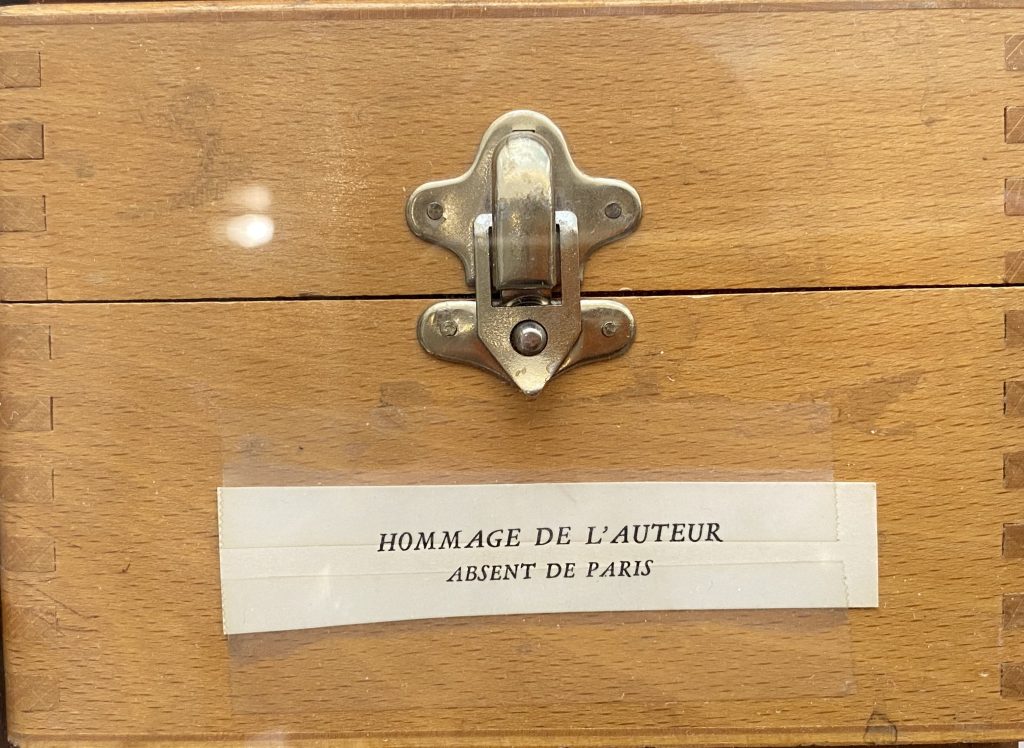 HOMMAGE DE L'AUTEUR
ABSENT DE PARIS